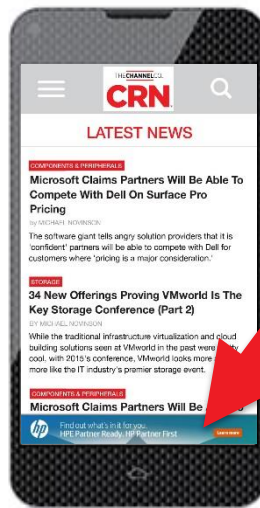 THE CHANNEL CO.
CRN
LATEST NEWS
COMPONENTS & PERIPHERALS
Microsoft Claims Partners Will Be Able To
Compete With Dell On Surface Pro
Pricing
by MICHAEL NOVINSON
The software giant tells angry solution providers that it is
'confident' partners will be able to compete with Dell for
customers where 'pricing is a major consideration.'
STORAGE
34 New Offerings Proving VMworld Is The
Key Storage Conference (Part 2)
BY MICHAEL NOVINSON
While the traditional infrastructure virtualization and cloud
building solutions seen at VMworld in the past were
cool, with 2015's conference, VMworld looks more
more like the IT industry's premier storage event.
COMPONENTS & PERIPHERALS
Microsoft Claims Partners Will Be
hp
Find out what's in it for you.
HPE Partner Ready. HP Partner First
Learn more